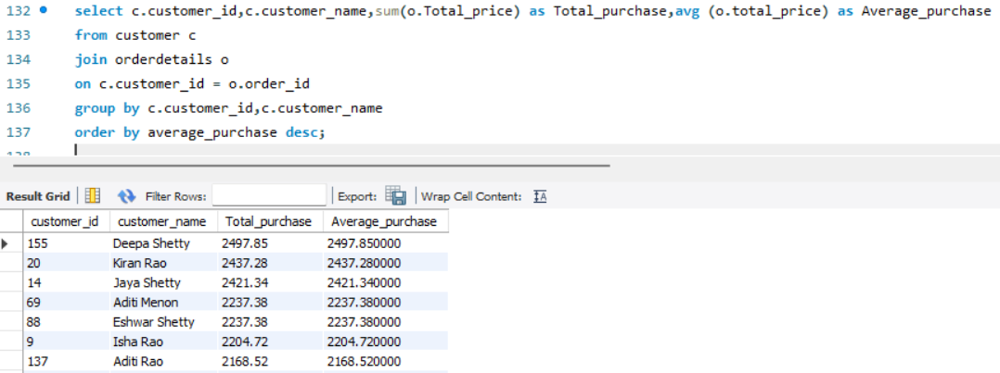 132 select c.customer_id,c.customer_name,sum(o.Total_price) as Total_purchase,avg (o.total_price) as Average_purchase
133 from customer c
134 join orderdetails o
135 on c.customer_id = o.order_id
136 group by c.customer_id,c.customer_name
137 order by average_purchase desc;
Result Grid Filter Rows: Export: Wrap Cell Content:
customer_id customer_name Total_purchase Average_purchase
155 Deepa Shetty 2497.85 2497.850000
20 Kiran Rao 2437.28 2437.280000
14 Jaya Shetty 2421.34 2421.340000
69 Aditi Menon 2237.38 2237.380000
88 Eshwar Shetty 2237.38 2237.380000
9 Isha Rao 2204.72 2204.720000
137 Aditi Rao 2168.52 2168.520000